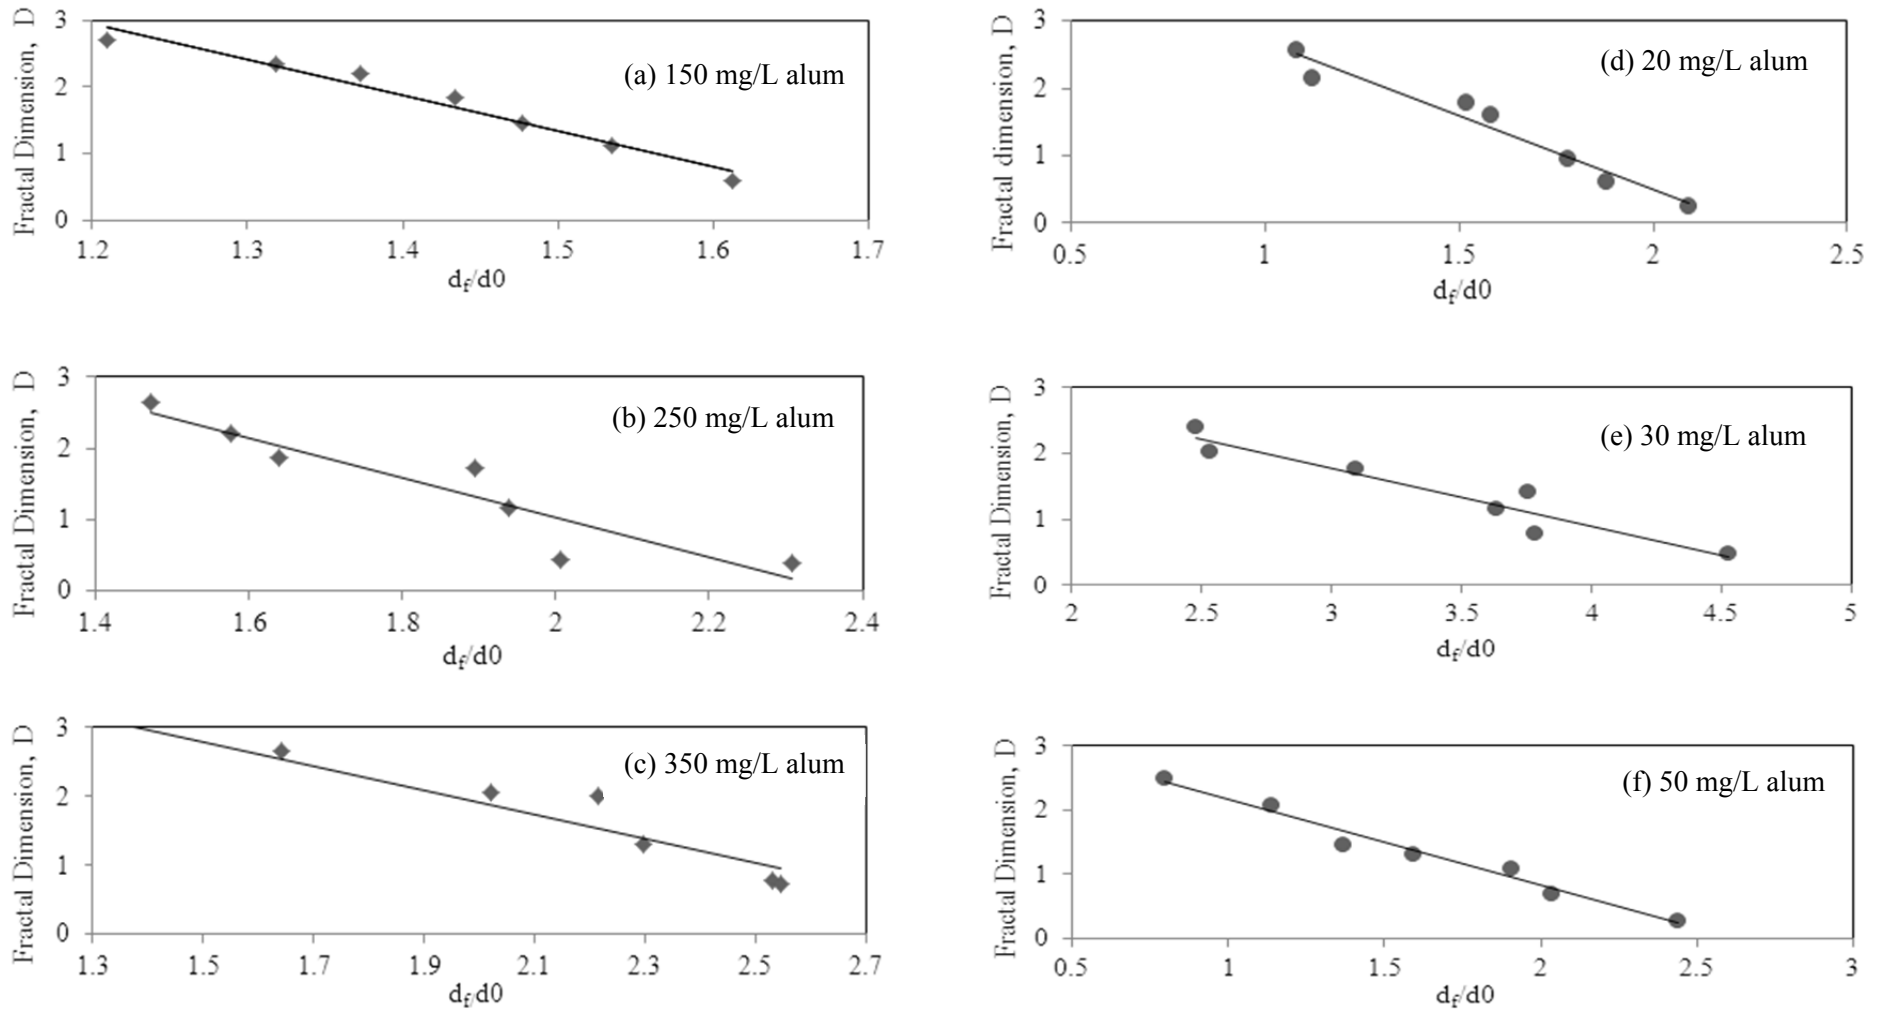 Fractal Dimension, D
3
2
1
0
(a) 150 mg/L alum
1.2 1.3 1.4 1.5 1.6 1.7
df/d0
Fractal dimension, D
3
2
1
0
(d) 20 mg/L alum
0.5 1 1.5 2 2.5
df/d0
Fractal Dimension, D
3
2
1
0
(b) 250 mg/L alum
1.4 1.6 1.8 2 2.2 2.4
df/d0
Fractal Dimension, D
3
2
1
0
(e) 30 mg/L alum
2 2.5 3 3.5 4 4.5 5
df/d0
Fractal Dimension, D
3
2
1
0
(c) 350 mg/L alum
1.3 1.5 1.7 1.9 2.1 2.3 2.5 2.7
df/d0
Fractal Dimension, D
3
2
1
0
(f) 50 mg/L alum
0.5 1 1.5 2 2.5 3
df/d0